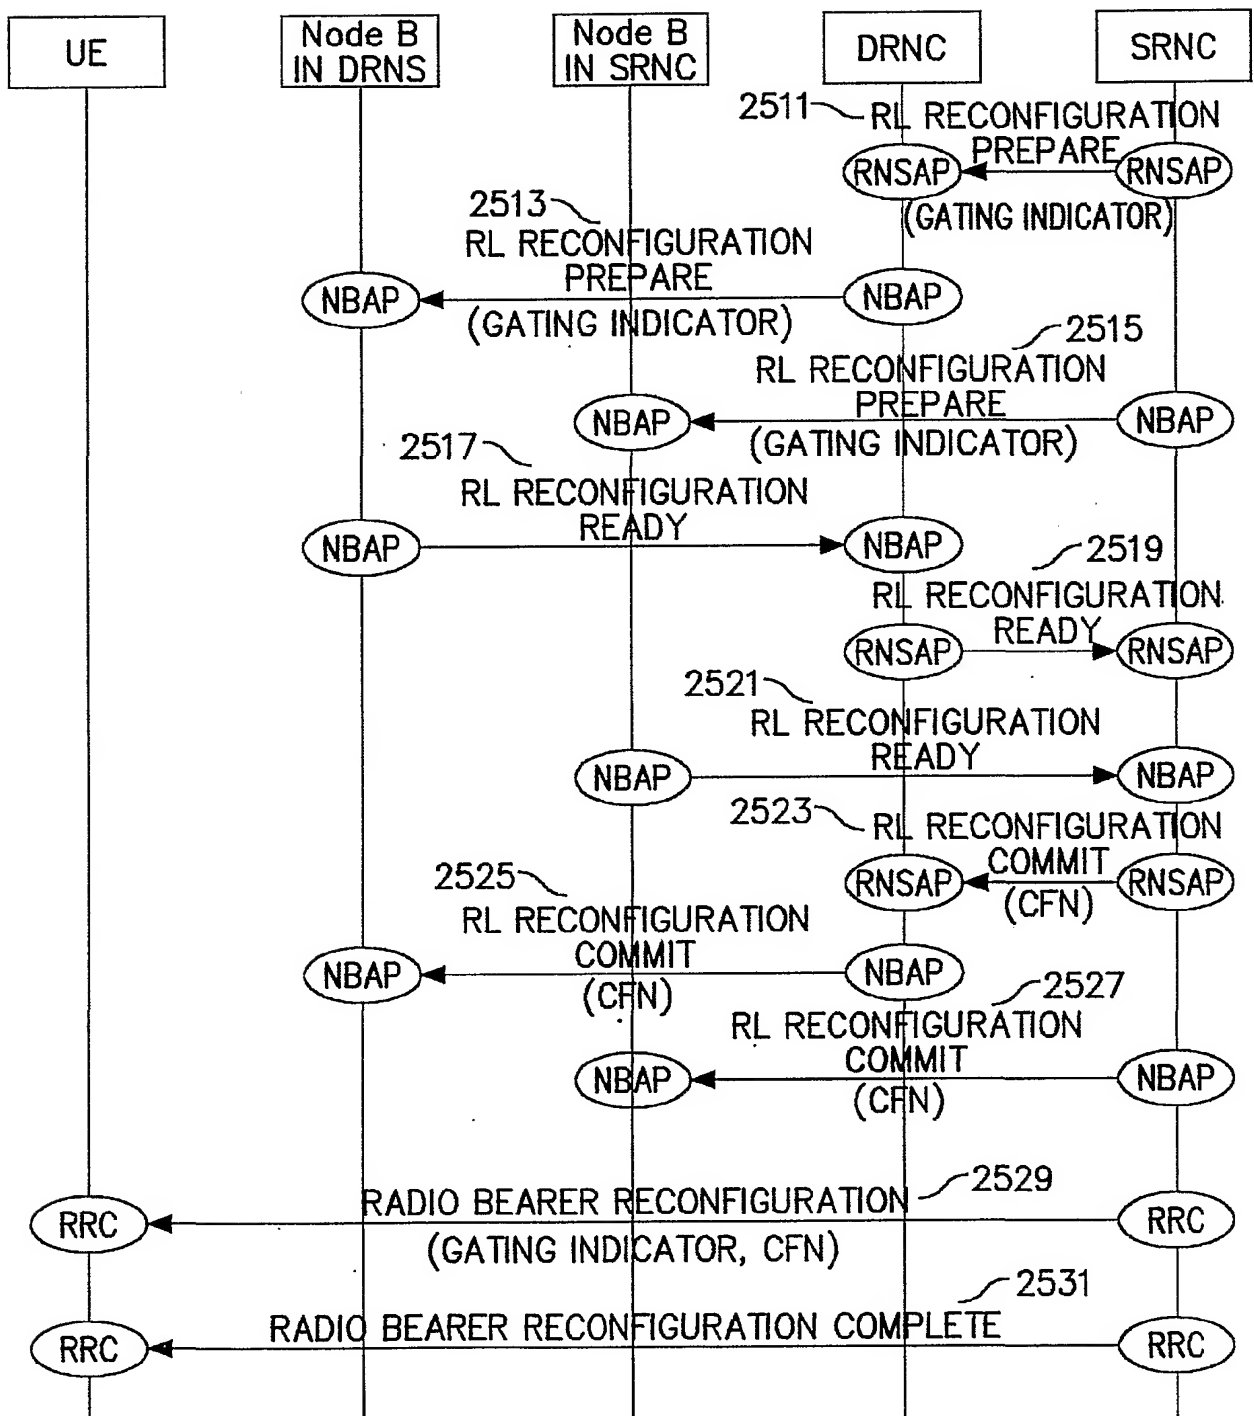 UE
Node B
IN DRNS
Node B
IN SRNC
DRNC
SRNC
2511
RL RECONFIGURATION
PREPARE
RNSAP
RNSAP
(GATING INDICATOR)
2513
RL RECONFIGURATION
PREPARE
NBAP
NBAP
(GATING INDICATOR)
2515
RL RECONFIGURATION
PREPARE
NBAP
NBAP
(GATING INDICATOR)
2517
RL RECONFIGURATION
READY
NBAP
NBAP
2519
RL RECONFIGURATION
READY
RNSAP
RNSAP
2521
RL RECONFIGURATION
READY
NBAP
NBAP
2523
RL RECONFIGURATION
COMMIT
RNSAP
RNSAP
(CFN)
2525
RL RECONFIGURATION
COMMIT
NBAP
NBAP
(CFN)
2527
RL RECONFIGURATION
COMMIT
NBAP
NBAP
(CFN)
2529
RADIO BEARER RECONFIGURATION
RRC
RRC
(GATING INDICATOR, CFN)
2531
RADIO BEARER RECONFIGURATION COMPLETE
RRC
RRC